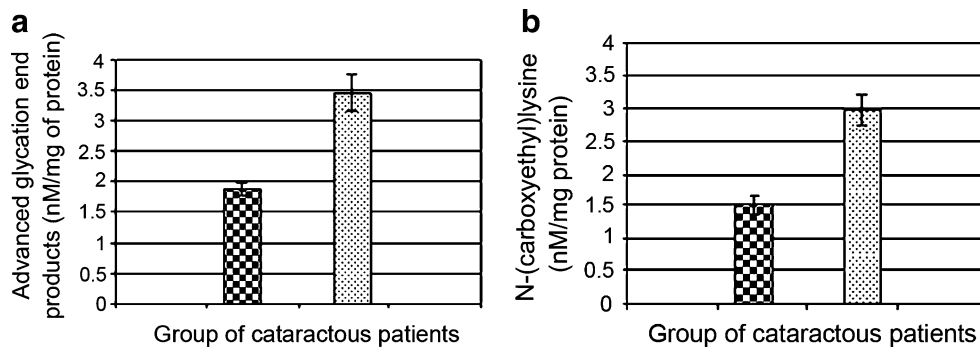 a
Advanced glycation end
products (nM/mg of protein)
4
3.5
3
2.5
2
1.5
1
0.5
0
Group of cataractous patients
b
N-(carboxyethyl)lysine
(nM/mg protein)
4
3.5
3
2.5
2
1.5
1
0.5
0
Group of cataractous patients